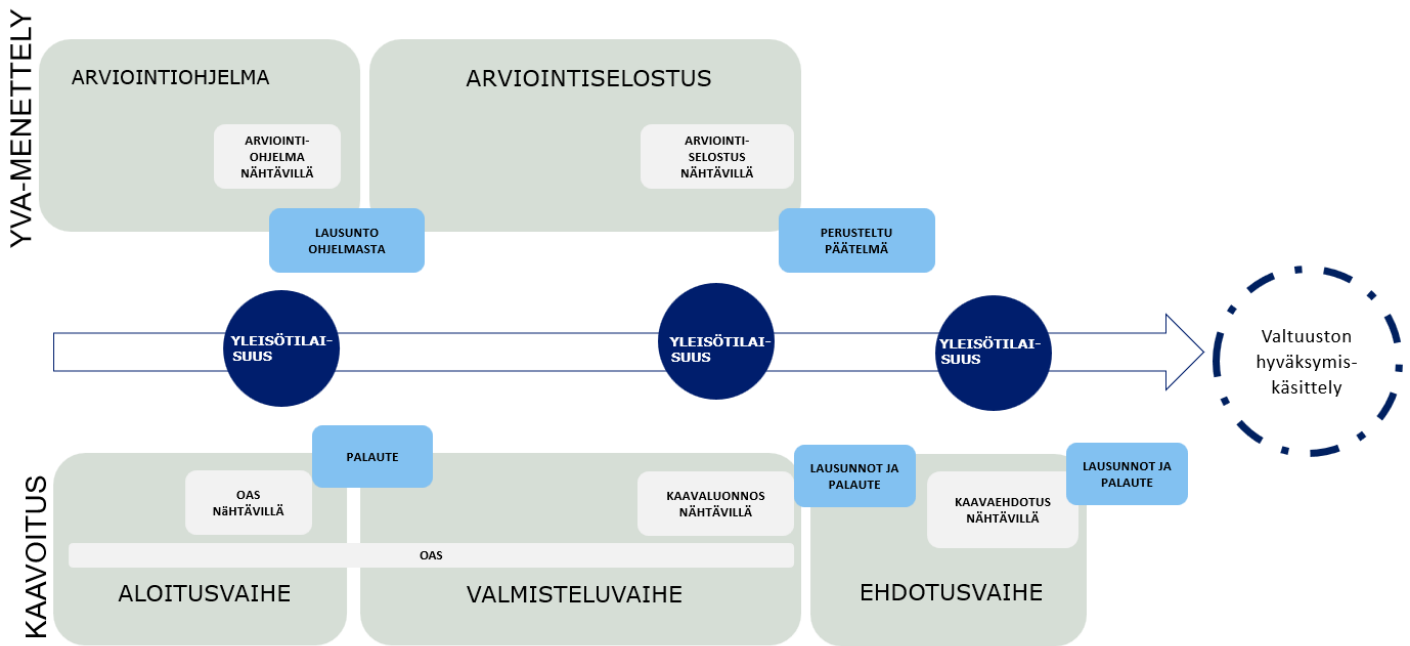 YVA-MENETTELY
ARVIOINTIOHJELMA
ARVIOINTI-
OHJELMA
NÄHTÄVILLÄ
LAUSUNTO
OHJELMASTA
ARVIOINTISELOSTUS
ARVIOINTI-
SELOSTUS
NÄHTÄVILLÄ
PERUSTELTU
PÄÄTELMÄ
YLEISÖTILAI-
SUUS
YLEISÖTILAI-
SUUS
YLEISÖTILAI-
SUUS
Valtuuston
hyväksymis-
käsittely
KAAVOITUS
PALAUTE
OAS
NäHTÄVILLÄ
KAAVALUONNOS
NÄHTÄVILLÄ
LAUSUNNOT JA
PALAUTE
KAAVAEHDOTUS
NÄHTÄVILLÄ
LAUSUNNOT JA
PALAUTE
OAS
ALOITUSVAIHE
VALMISTELUVAIHE
EHDOTUSVAIHE